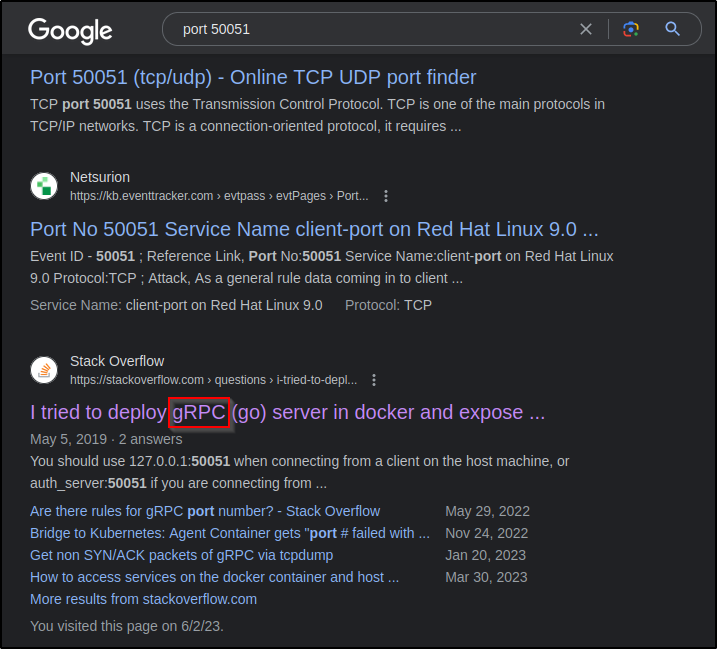 Google
port 50051
Port 50051 (tcp/udp) - Online TCP UDP port finder
TCP port 50051 uses the Transmission Control Protocol. TCP is one of the main protocols in
TCP/IP networks. TCP is a connection-oriented protocol, it requires ...
Netsurion
https://kb.eventtracker.com › evtpass › evtPages › Port...
Port No 50051 Service Name client-port on Red Hat Linux 9.0 ...
Event ID - 50051 ; Reference Link, Port No:50051 Service Name:client-port on Red Hat Linux
9.0 Protocol:TCP ; Attack, As a general rule data coming in to client ...
Service Name: client-port on Red Hat Linux 9.0 Protocol: TCP
Stack Overflow
https://stackoverflow.com › questions › i-tried-to-depl...
I tried to deploy gRPC (go) server in docker and expose ...
May 5, 2019 · 2 answers
You should use 127.0.0.1:50051 when connecting from a client on the host machine, or
auth_server:50051 if you are connecting from ...
Are there rules for gRPC port number? - Stack Overflow May 29, 2022
Bridge to Kubernetes: Agent Container gets "port # failed with ... Nov 24, 2022
Get non SYN/ACK packets of gRPC via tcpdump Jan 20, 2023
How to access services on the docker container and host ... Mar 30, 2023
More results from stackoverflow.com
You visited this page on 6/2/23.